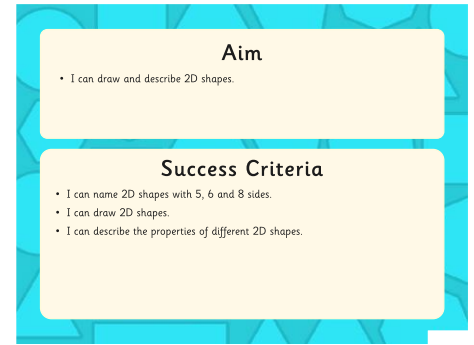 Aim
• I can draw and describe 2D shapes.
Success Criteria
• I can name 2D shapes with 5, 6 and 8 sides.
• I can draw 2D shapes.
• I can describe the properties of different 2D shapes.